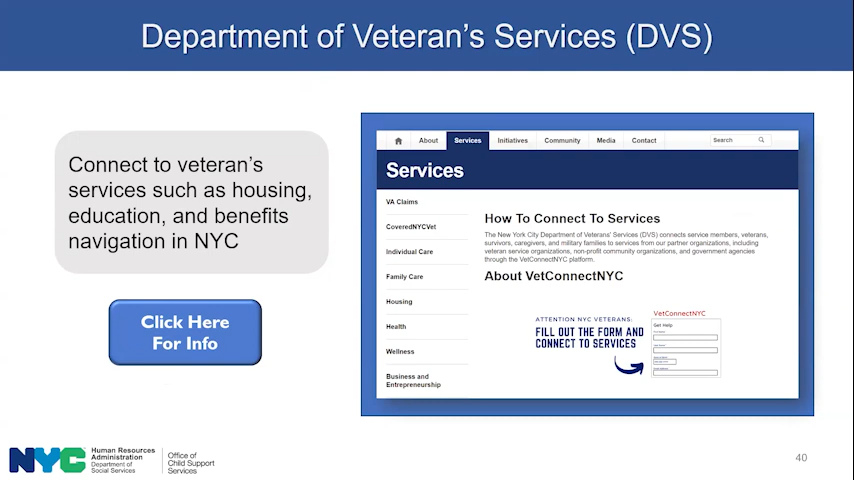 Department of Veteran's Services (DVS)
Connect to veteran's
services such as housing,
education, and benefits
navigation in NYC
Click Here
For Info
About
Services
Initiatives
Community
Media
Contact
Search
Services
VA Claims
CoveredNYCVet
Individual Care
Family Care
Housing
Health
Wellness
Business and
Entrepreneurship
How To Connect To Services
The New York City Department of Veterans' Services (DVS) connects service members, veterans,
survivors, caregivers, and military families to services from our partner organizations, including
veteran service organizations, non-profit community organizations, and government agencies
through the VetConnectNYC platform.
About VetConnectNYC
ATTENTION NYC VETERANS:
FILL OUT THE FORM AND
CONNECT TO SERVICES
VetConnectNYC
Get Help
NYC
Human Resources
Administration
Department of
Social Services
Office of
Child Support
Services
40